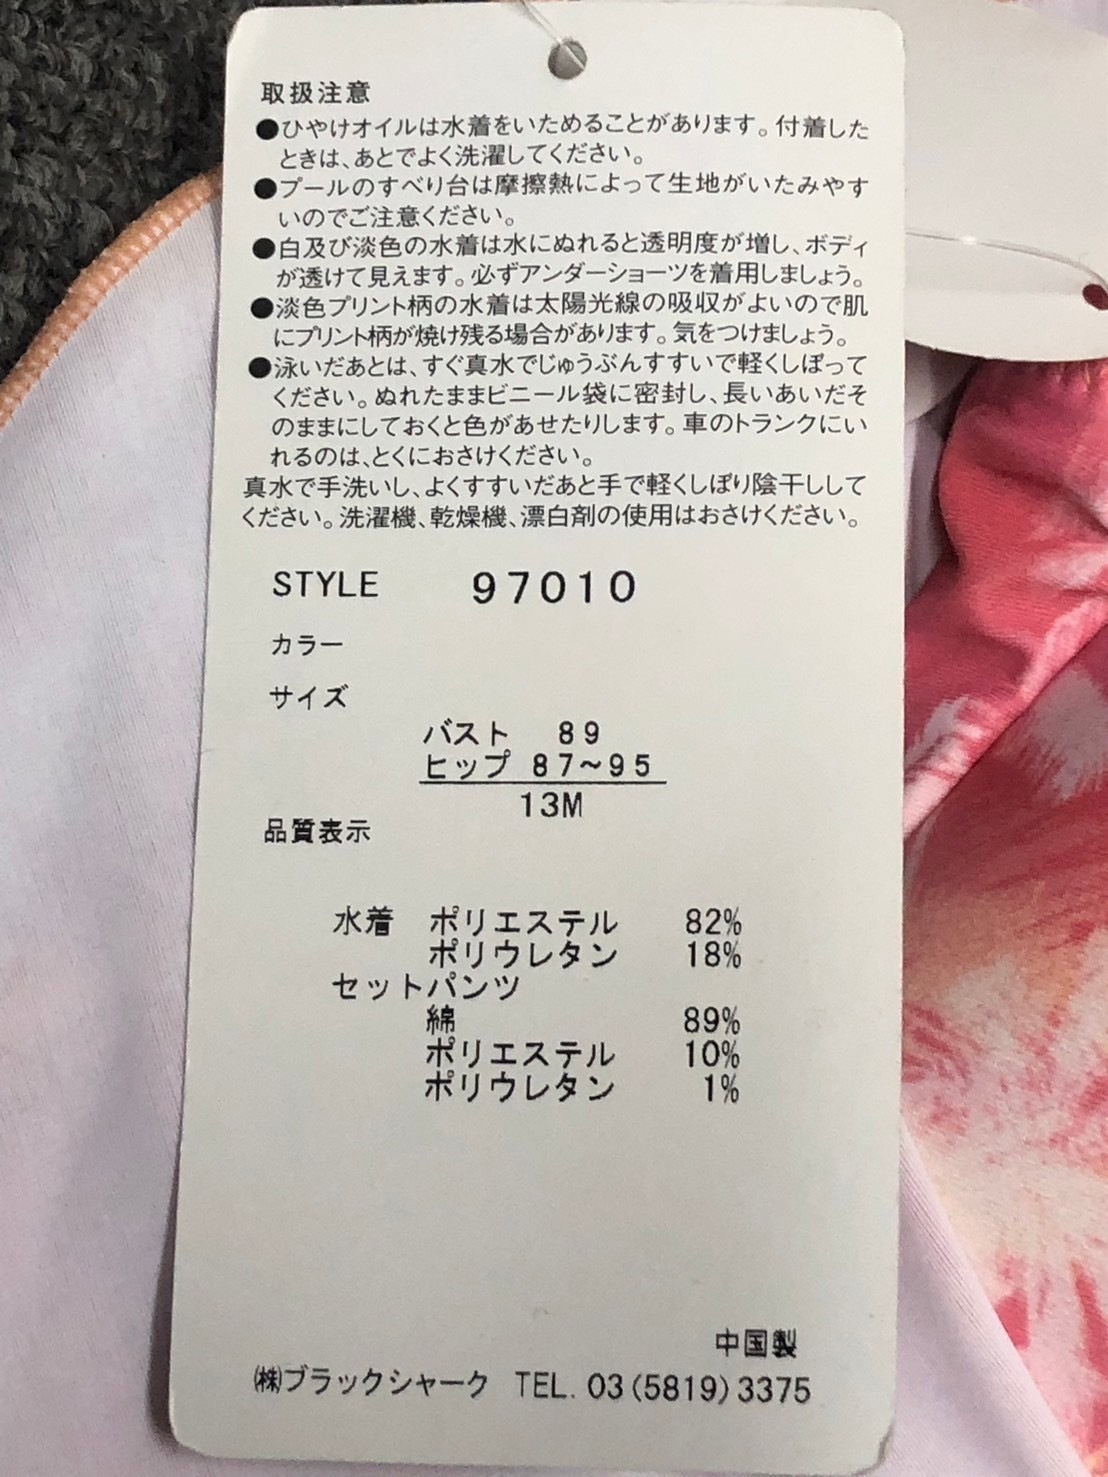 取扱注意
●ひやけオイルは水着をいためることがあります。付着した
ときは、あとでよく洗濯してください。
●プールのすべり台は摩擦熱によって生地がいたみやす
いのでご注意ください。
●白及び淡色の水着は水にぬれると透明度が増し、ボディ
が透けて見えます。必ずアンダーショーツを着用しましょう。
●淡色プリント柄の水着は太陽光線の吸収がよいので肌
にプリント柄が焼け残る場合があります。気をつけましょう。
●泳いだあとは、すぐ真水でじゅうぶんすすいで軽くしぼって
ください。ぬれたままビニール袋に密封し、長いあいだそ
のままにしておくと色があせたりします。車のトランクにい
れるのは、とくにおさけください。
真水で手洗いし、よくすすいだあと手で軽くしぼり陰干しして
ください。洗濯機、乾燥機、漂白剤の使用はおさけください。
STYLE 97010
カラー
サイズ
バスト 89
ヒップ 87〜95
13M
品質表示
水着 ポリエステル 82%
ポリウレタン 18%
セットパンツ
綿 89%
ポリエステル 10%
ポリウレタン 1%
中国製
㈱ブラックシャーク TEL. 03(5819)3375